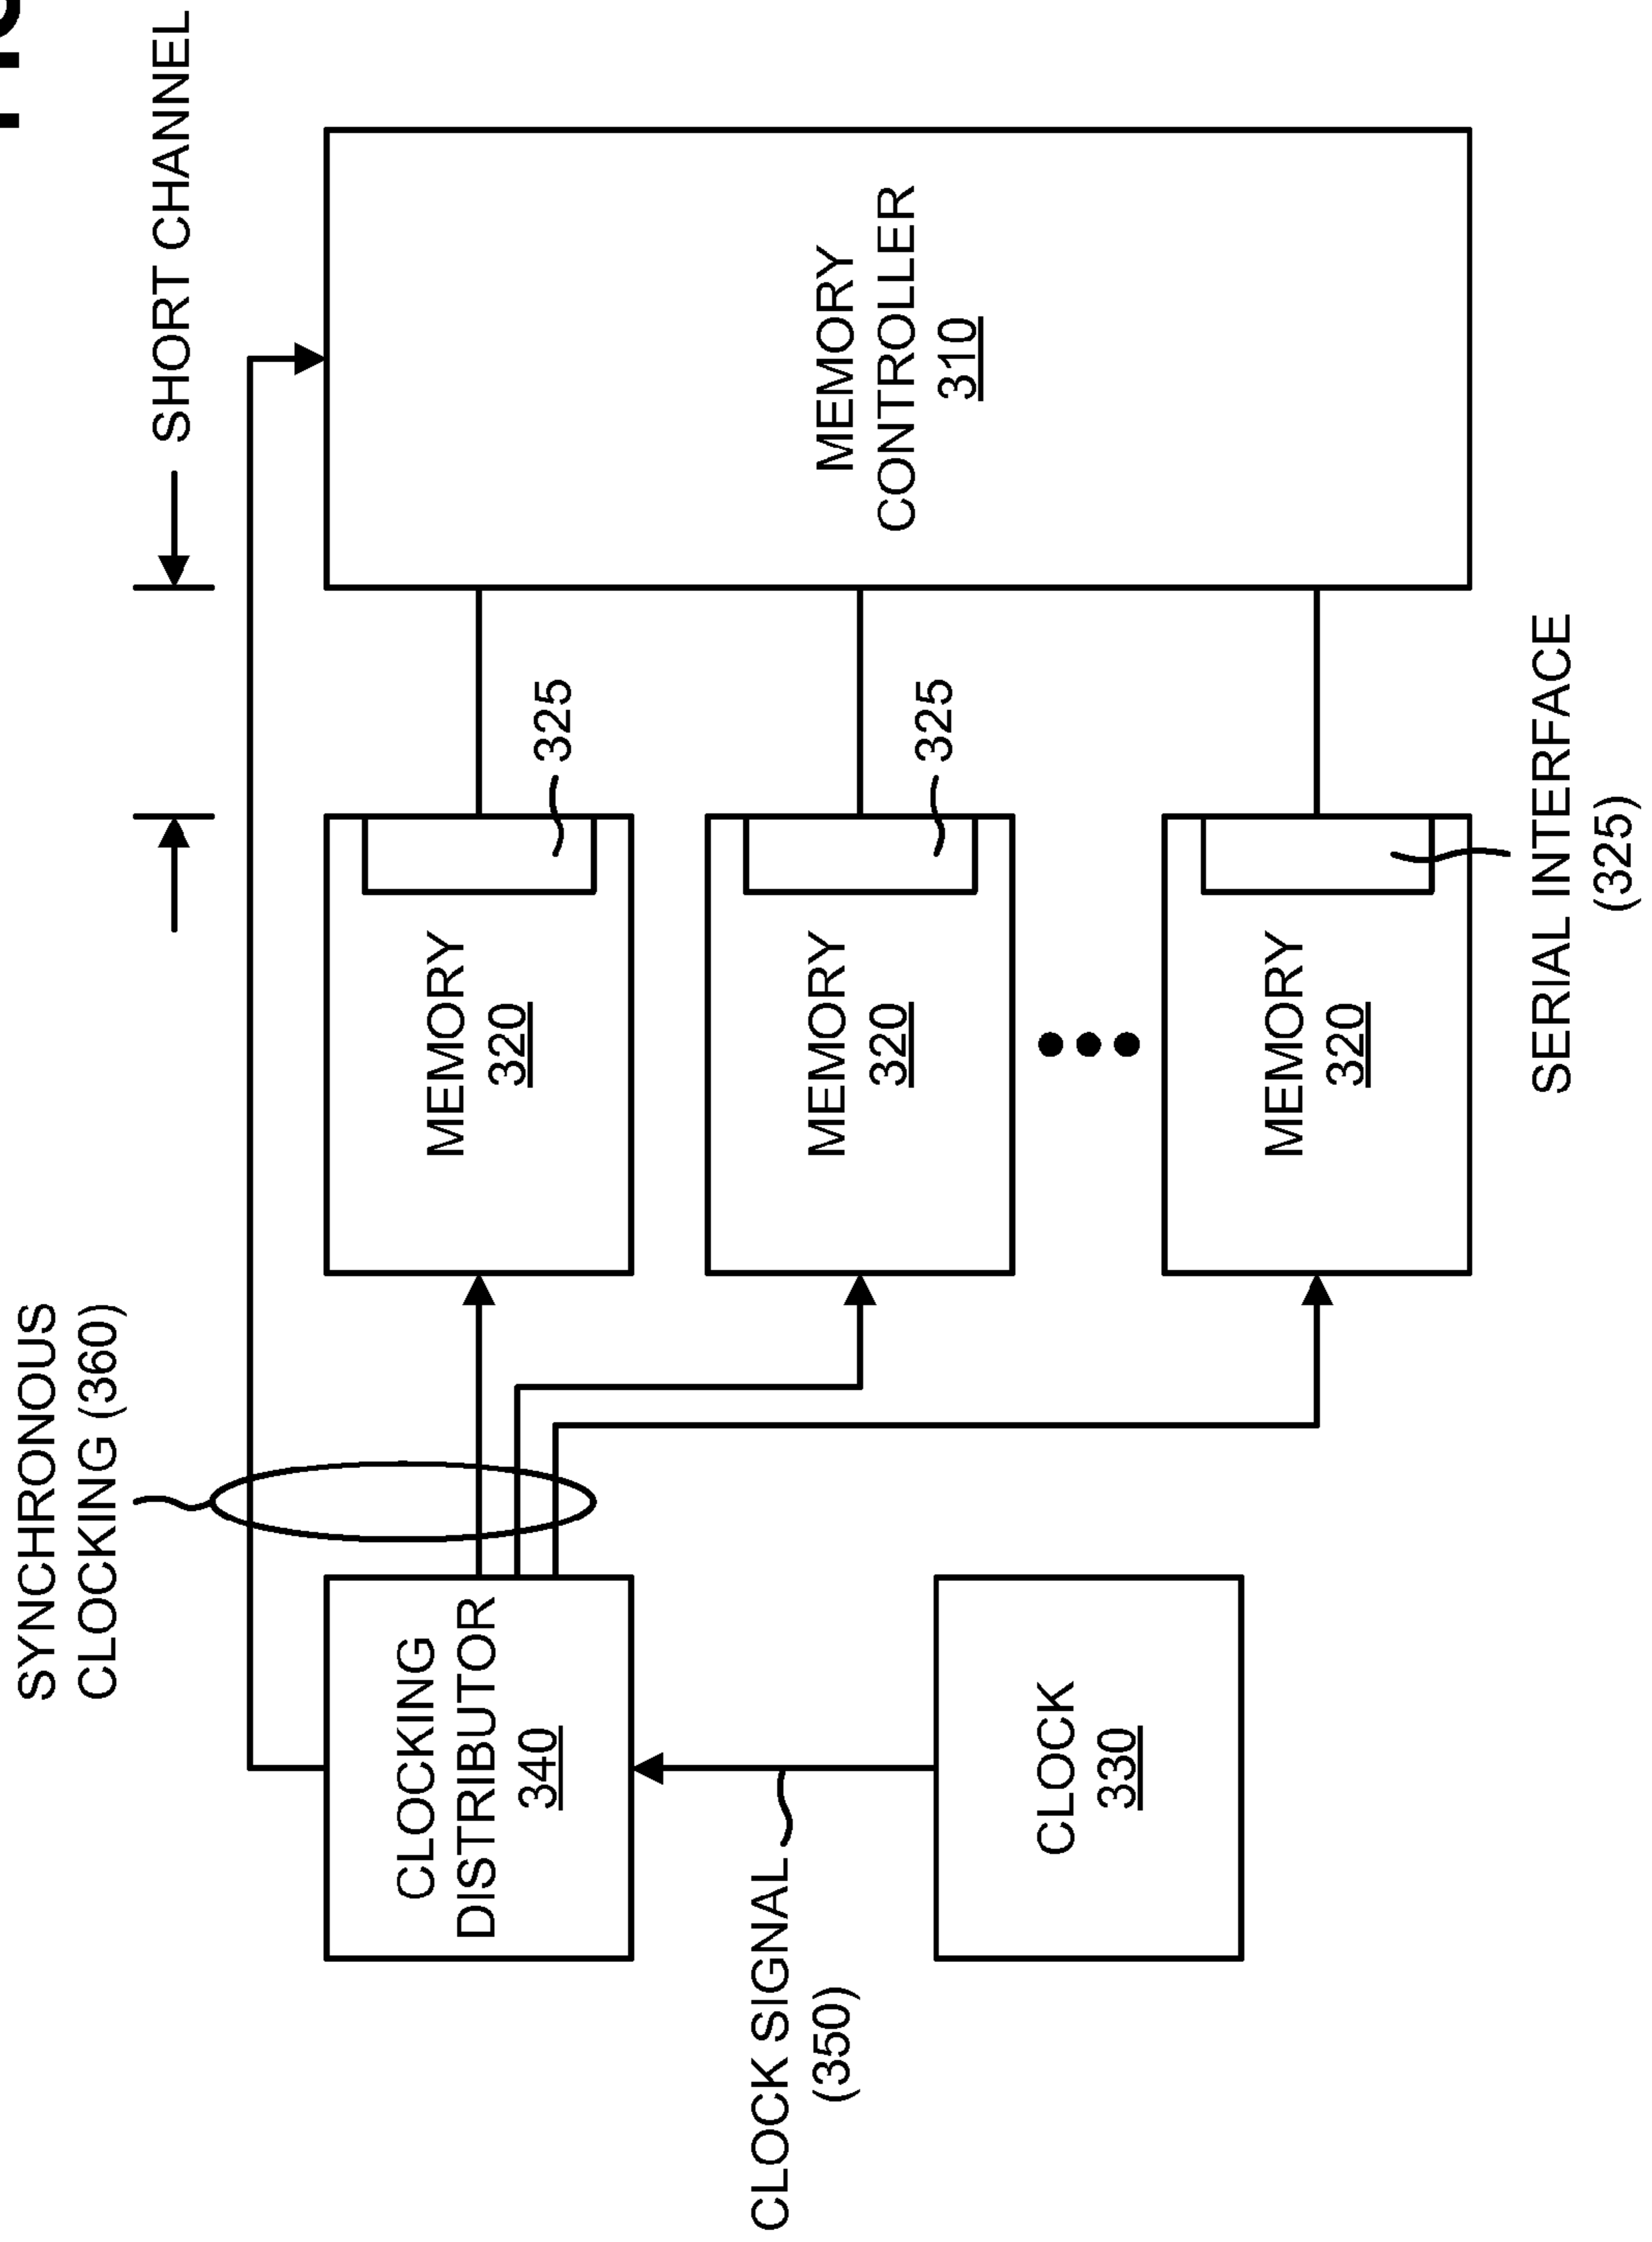 SHORT CHANNEL
SYNCHRONOUS
CLOCKING (360)
CLOCKING
DISTRIBUTOR
340
MEMORY
320
325
MEMORY
CONTROLLER
310
CLOCK SIGNAL
(350)
MEMORY
320
325
CLOCK
330
MEMORY
320
SERIAL INTERFACE
(325)